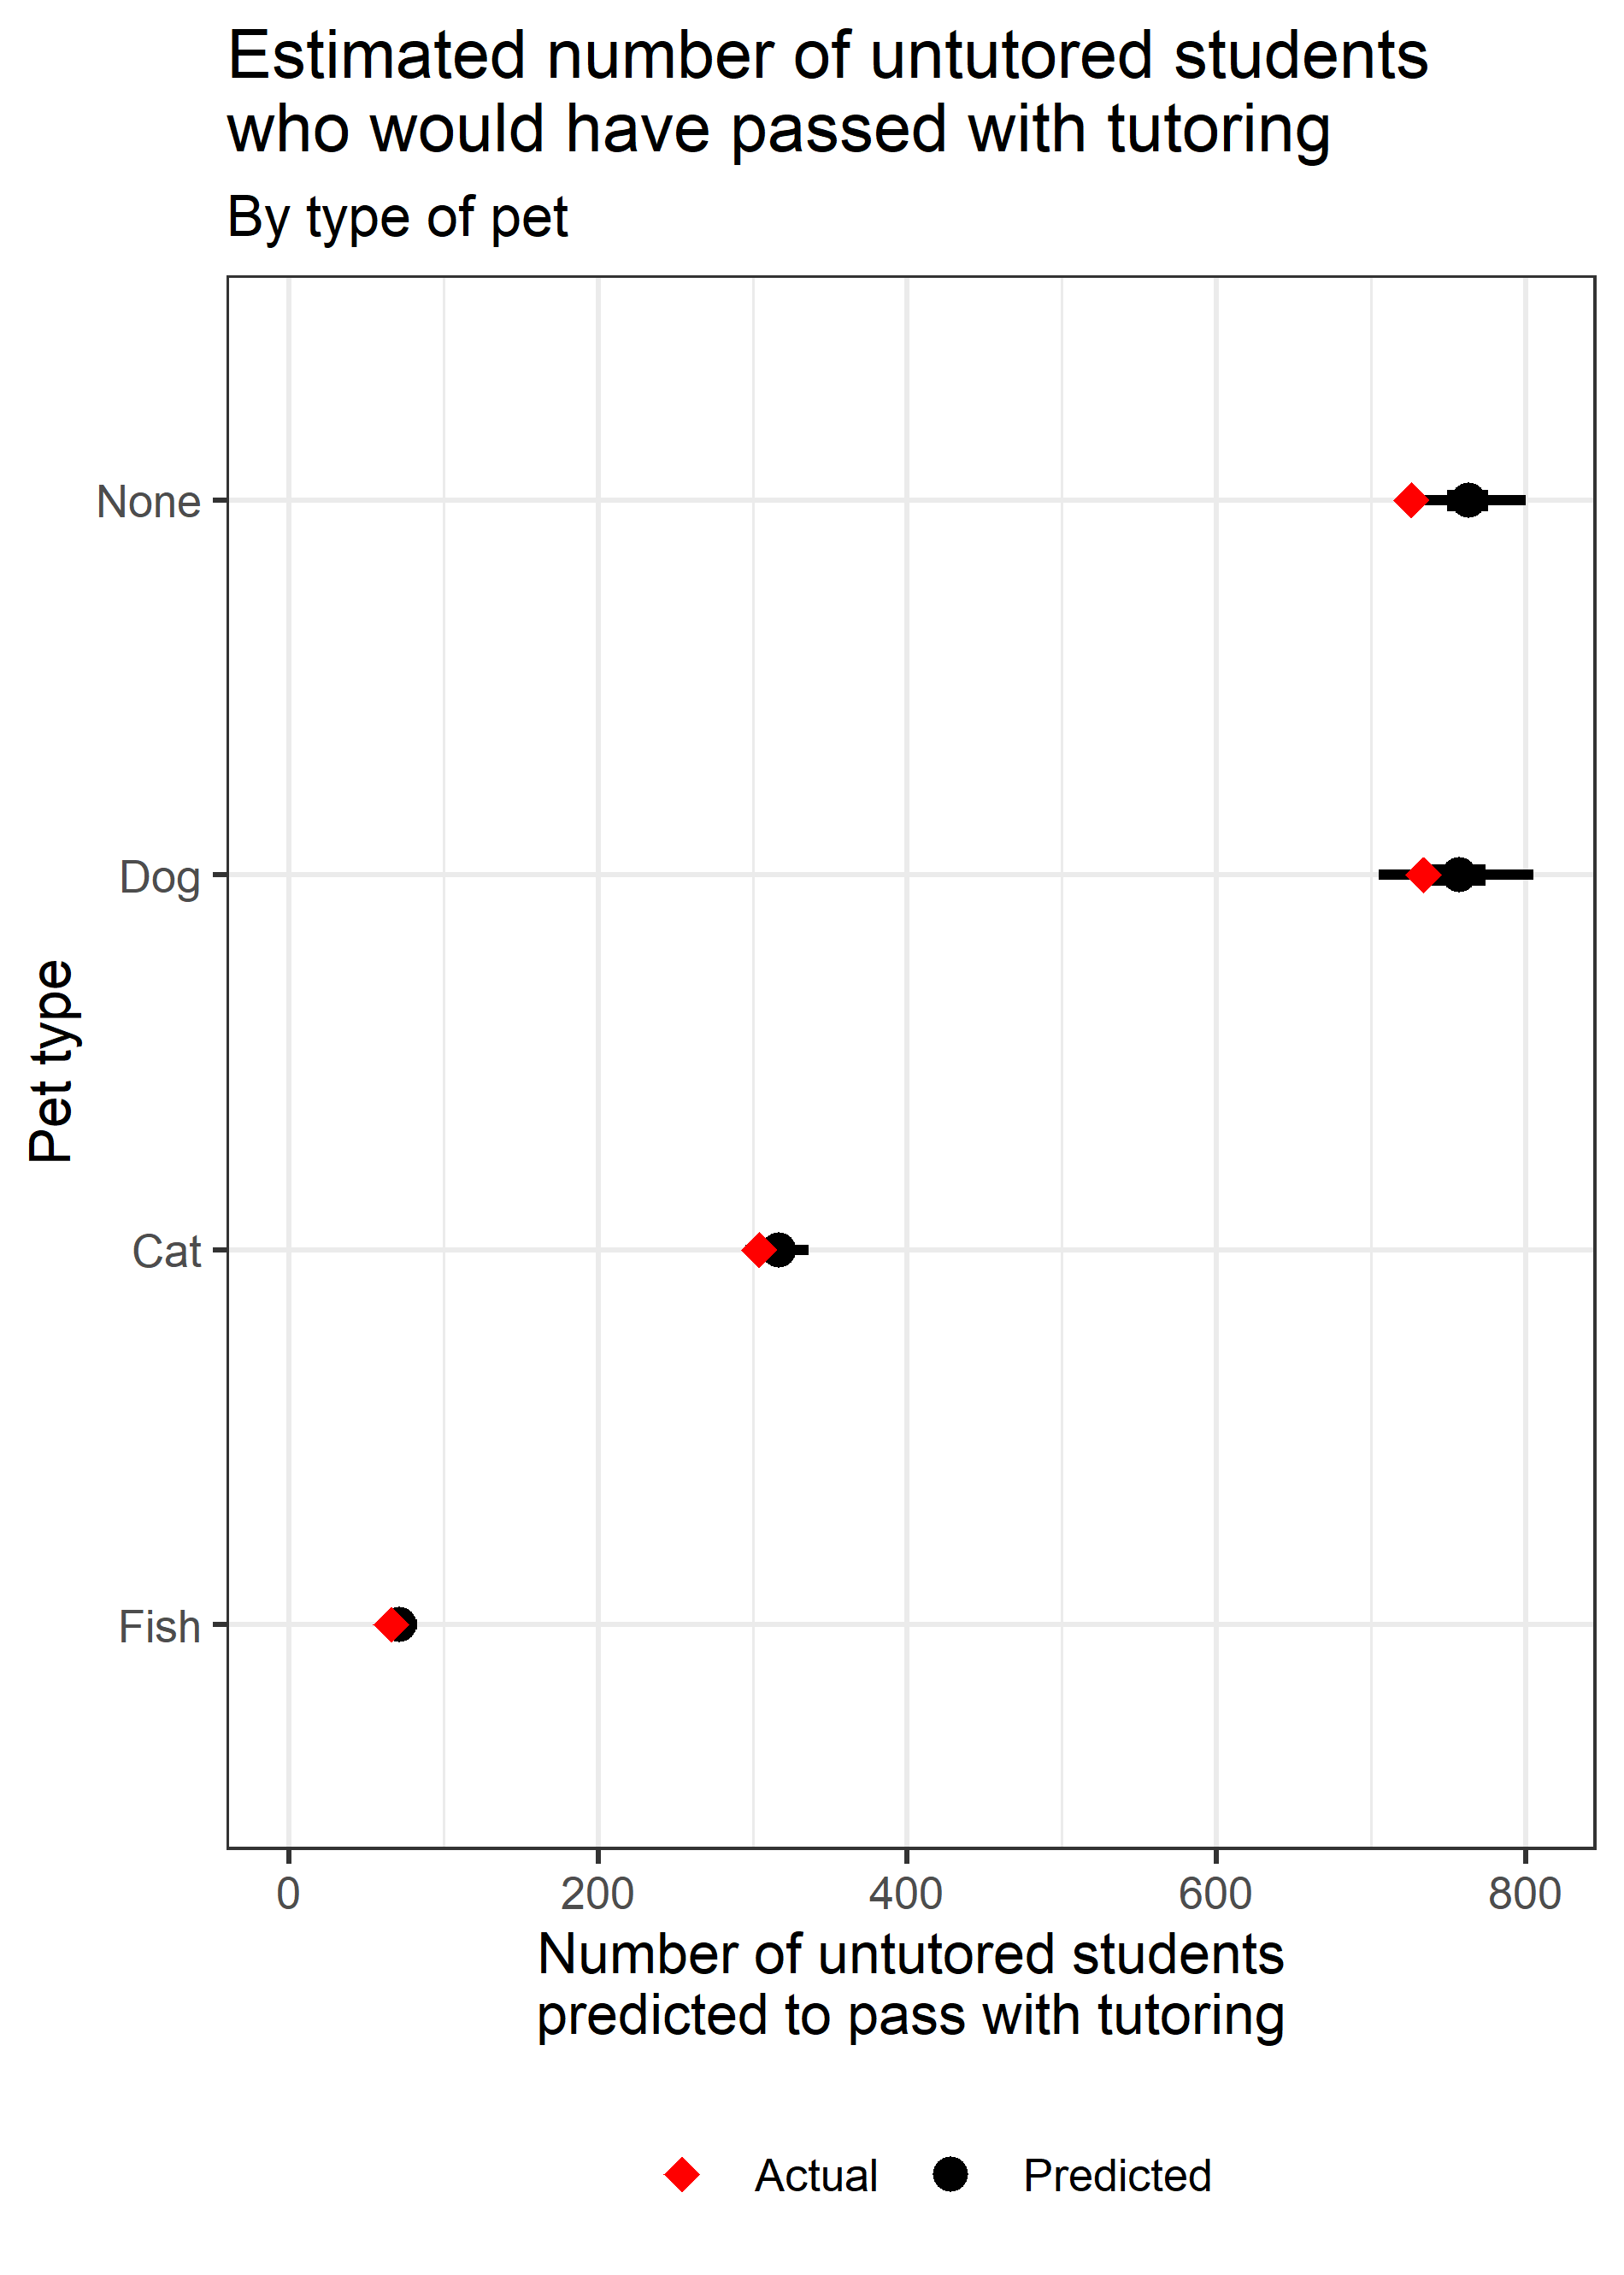 Estimated number of untutored students
who would have passed with tutoring
By type of pet
None
Dog
Cat
Fish
Pet type
0 200 400 600 800
Number of untutored students
predicted to pass with tutoring
Actual Predicted